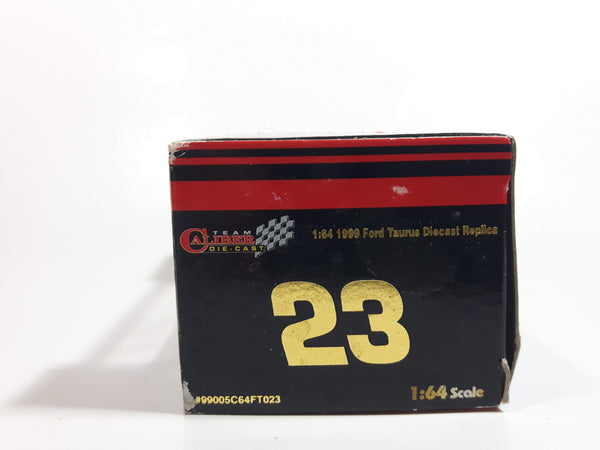 TEAM
CALIBER
DIE-CAST
1:64 1999 Ford Taurus Diecast Replica
23
#99005C64FT023
1:64 Scale